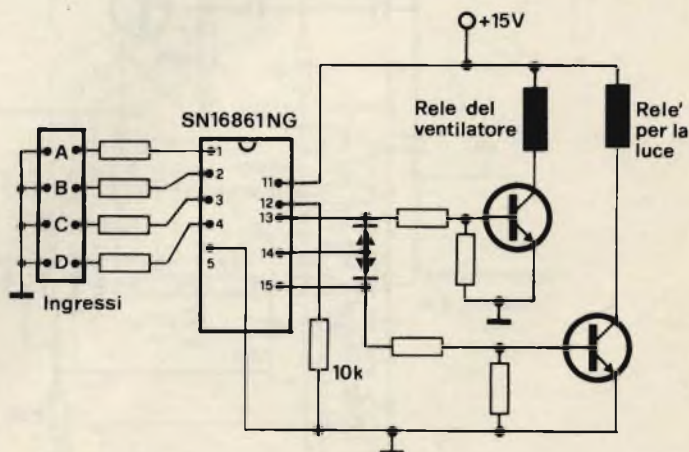 +15V
SN16861NG
Rele del
ventilatore
Rele' per la
luce
A
B
C
D
1
2
3
4
5
11
12
13
14
15
Ingressi
10k